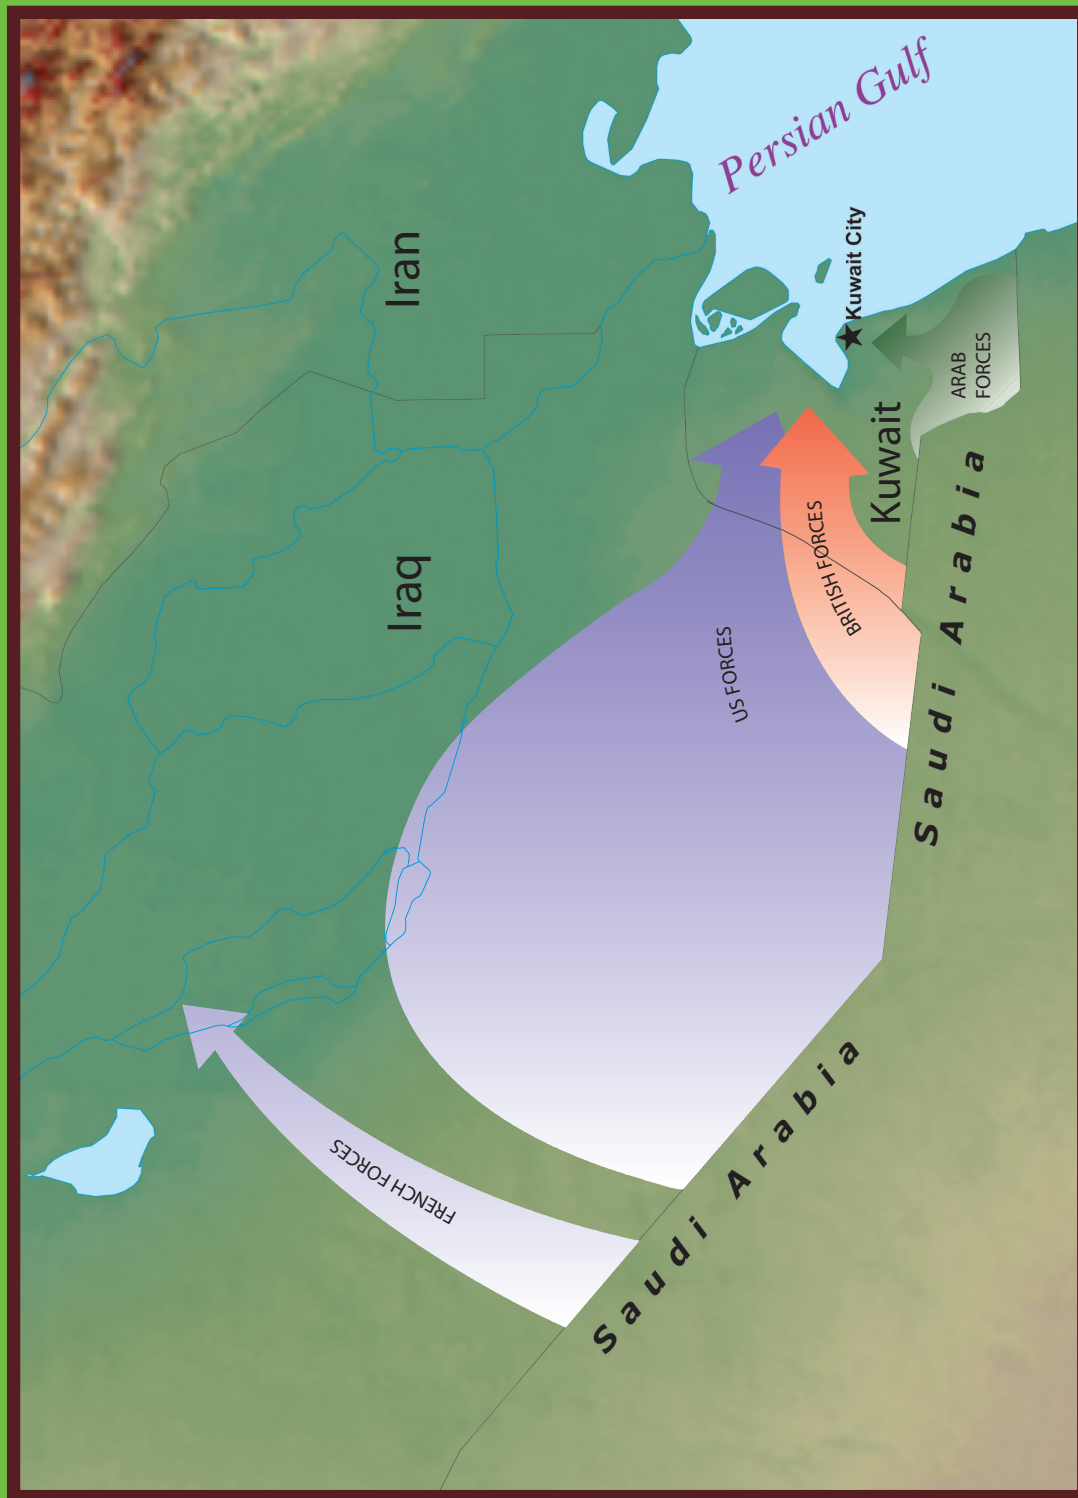 Persian Gulf
Iran
Kuwait City
Iraq
Kuwait
ARAB
FORCES
US FORCES
BRITISH FORCES
FRENCH FORCES
Saudi Arabia
Saudi Arabia